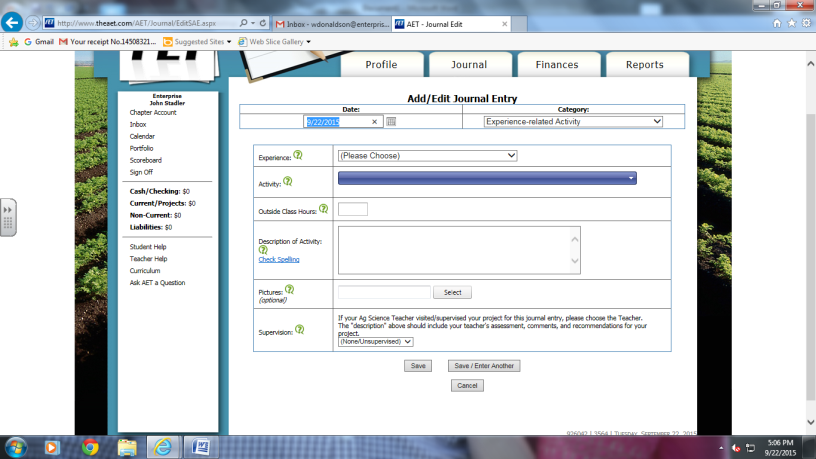 http://www.theaet.com/AET/Journal/EditSAE.aspx
Inbox - wdonaldson@enterpris...
AET - Journal Edit
Gmail
Your receipt No.14508321...
Suggested Sites
Web Slice Gallery
Profile
Journal
Finances
Reports
Enterprise
John Stadler
Chapter Account
Inbox
Calendar
Portfolio
Scoreboard
Sign Off
Cash/Checking: $0
Current/Projects: $0
Non-Current: $0
Liabilities: $0
Student Help
Teacher Help
Curriculum
Ask AET a Question
Add/Edit Journal Entry
Date:
Category:
9/22/2015
Experience-related Activity
Experience:
(Please Choose)
Activity:
Outside Class Hours:
Description of Activity:
Check Spelling
Pictures:
(optional)
Select
Supervision:
If your Ag Science Teacher visited/supervised your project for this journal entry, please choose the Teacher.
The "description" above should include your teacher's assessment, comments, and recommendations for your
project.
(None/Unsupervised)
Save
Save / Enter Another
Cancel
926042 | 3564 | Tuesday, September 22, 2015
5:06 PM
9/22/2015